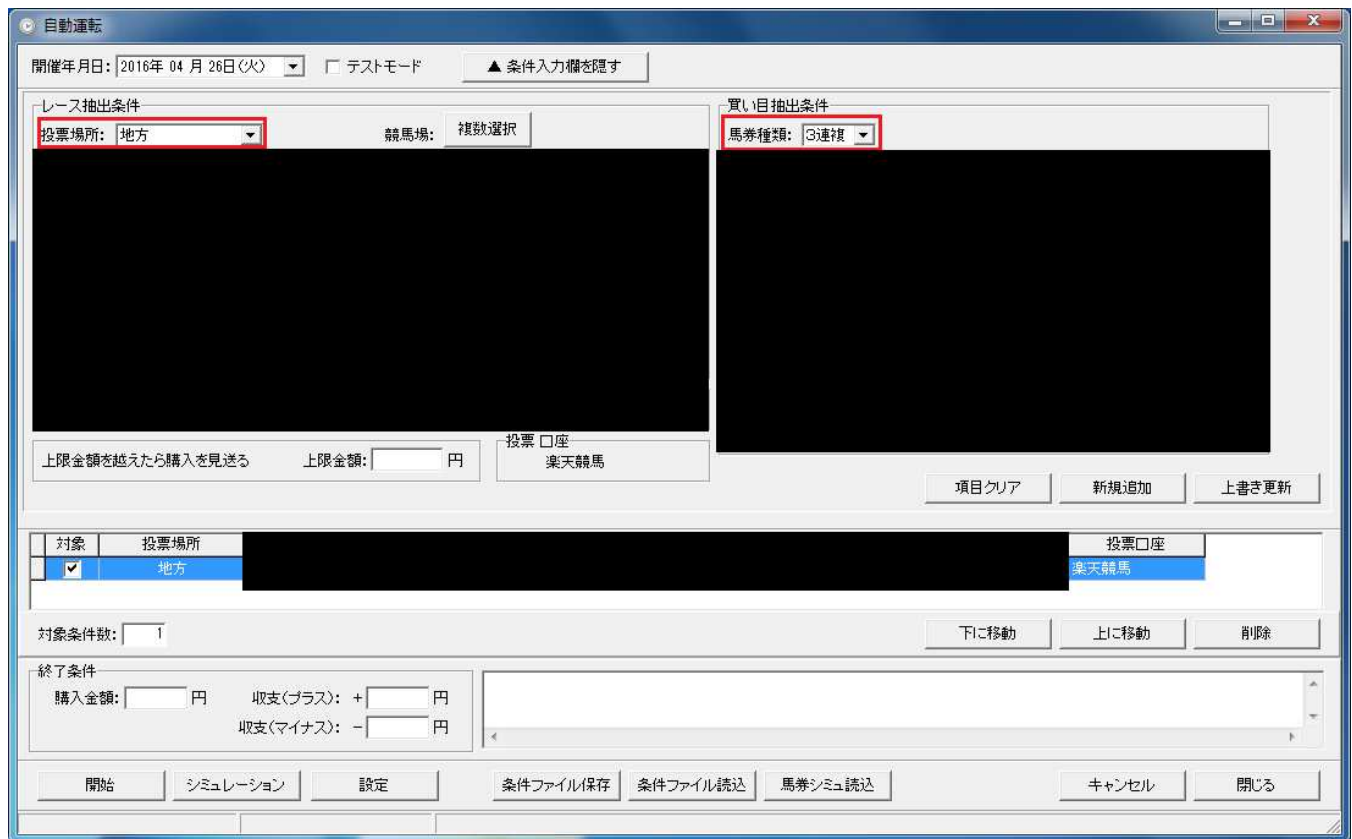 自動運転
開催年月日: 2016年 04 月 26日(火) テストモード ▲ 条件入力欄を隠す
レース抽出条件
投票場所: 地方 競馬場: 複数選択
買い目抽出条件
馬券種類: 3連複
上限金額を越えたら購入を見送る 上限金額: 円
投票 口座
楽天競馬
項目クリア 新規追加 上書き更新
対象 投票場所 投票口座
地方 楽天競馬
対象条件数: 1 下に移動 上に移動 削除
終了条件
購入金額: 円 収支(プラス): + 円
収支(マイナス): - 円
開始 シミュレーション 設定 条件ファイル保存 条件ファイル読込 馬券シミュ読込 キャンセル 閉じる